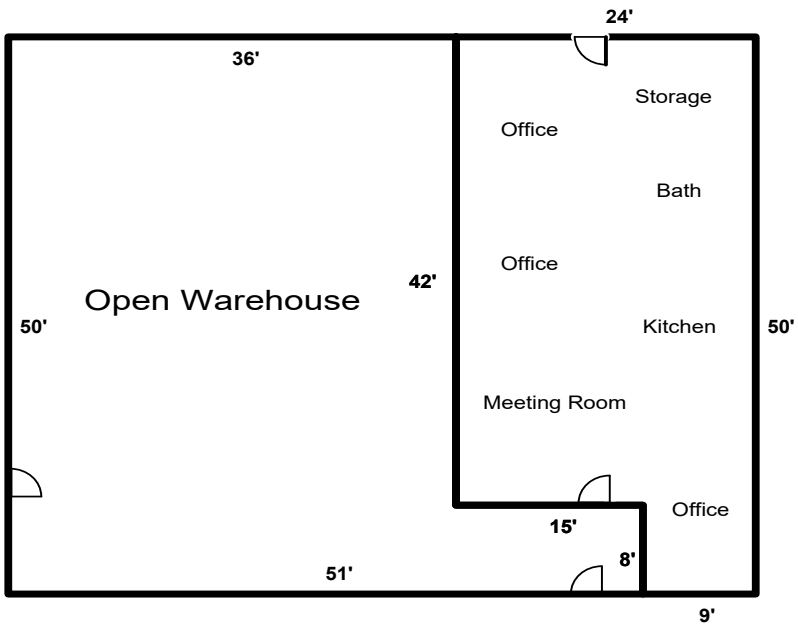 24'
36'
Storage
Office
Bath
Office
42'
Open Warehouse
50'
Kitchen
50'
Meeting Room
Office
15'
8'
51'
9'